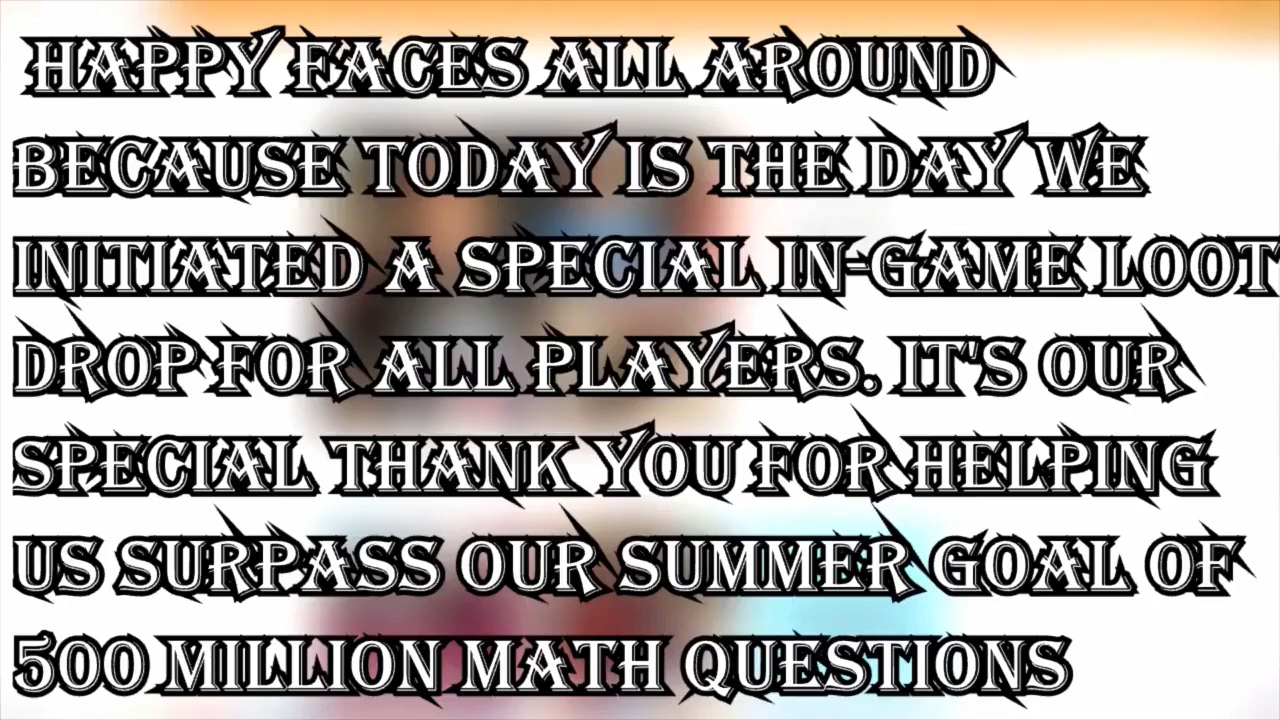 HAPPY FACES ALL AROUND
BECAUSE TODAY IS THE DAY WE
INITIATED A SPECIAL IN-GAME LOOT
DROP FOR ALL PLAYERS. IT'S OUR
SPECIAL THANK YOU FOR HELPING
US SURPASS OUR SUMMER GOAL OF
500 MILLION MATH QUESTIONS